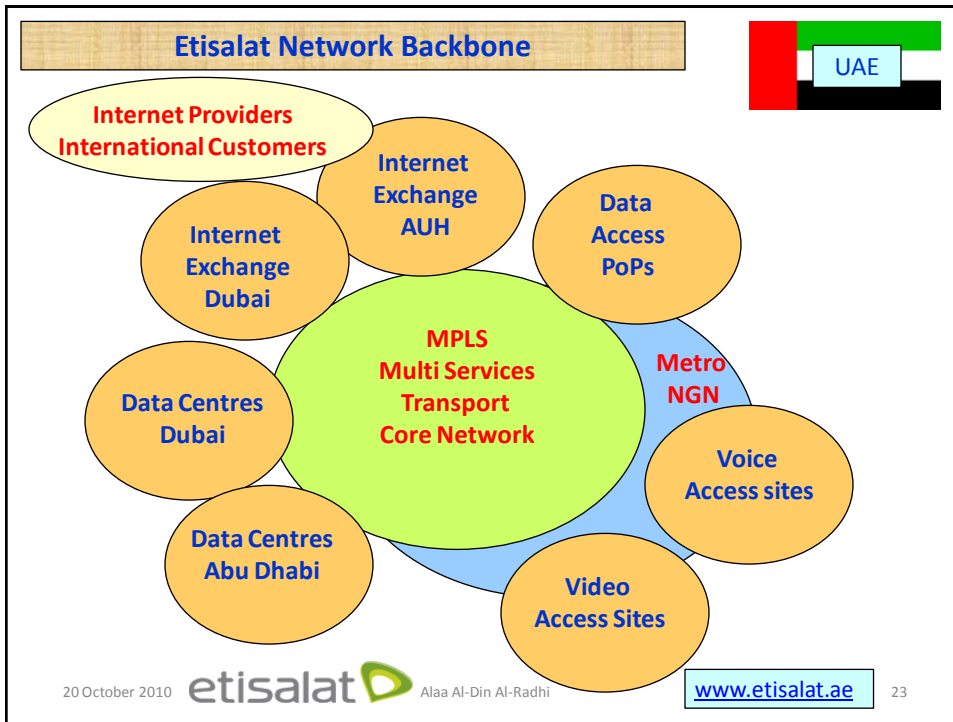 Etisalat Network Backbone
UAE
Internet Providers
International Customers
Internet
Exchange
AUH
Data
Access
PoPs
Internet
Exchange
Dubai
MPLS
Multi Services
Transport
Core Network
Metro
NGN
Data Centres
Dubai
Voice
Access sites
Data Centres
Abu Dhabi
Video
Access Sites
20 October 2010
etisalat
Alaa Al-Din Al-Radhi
www.etisalat.ae
23